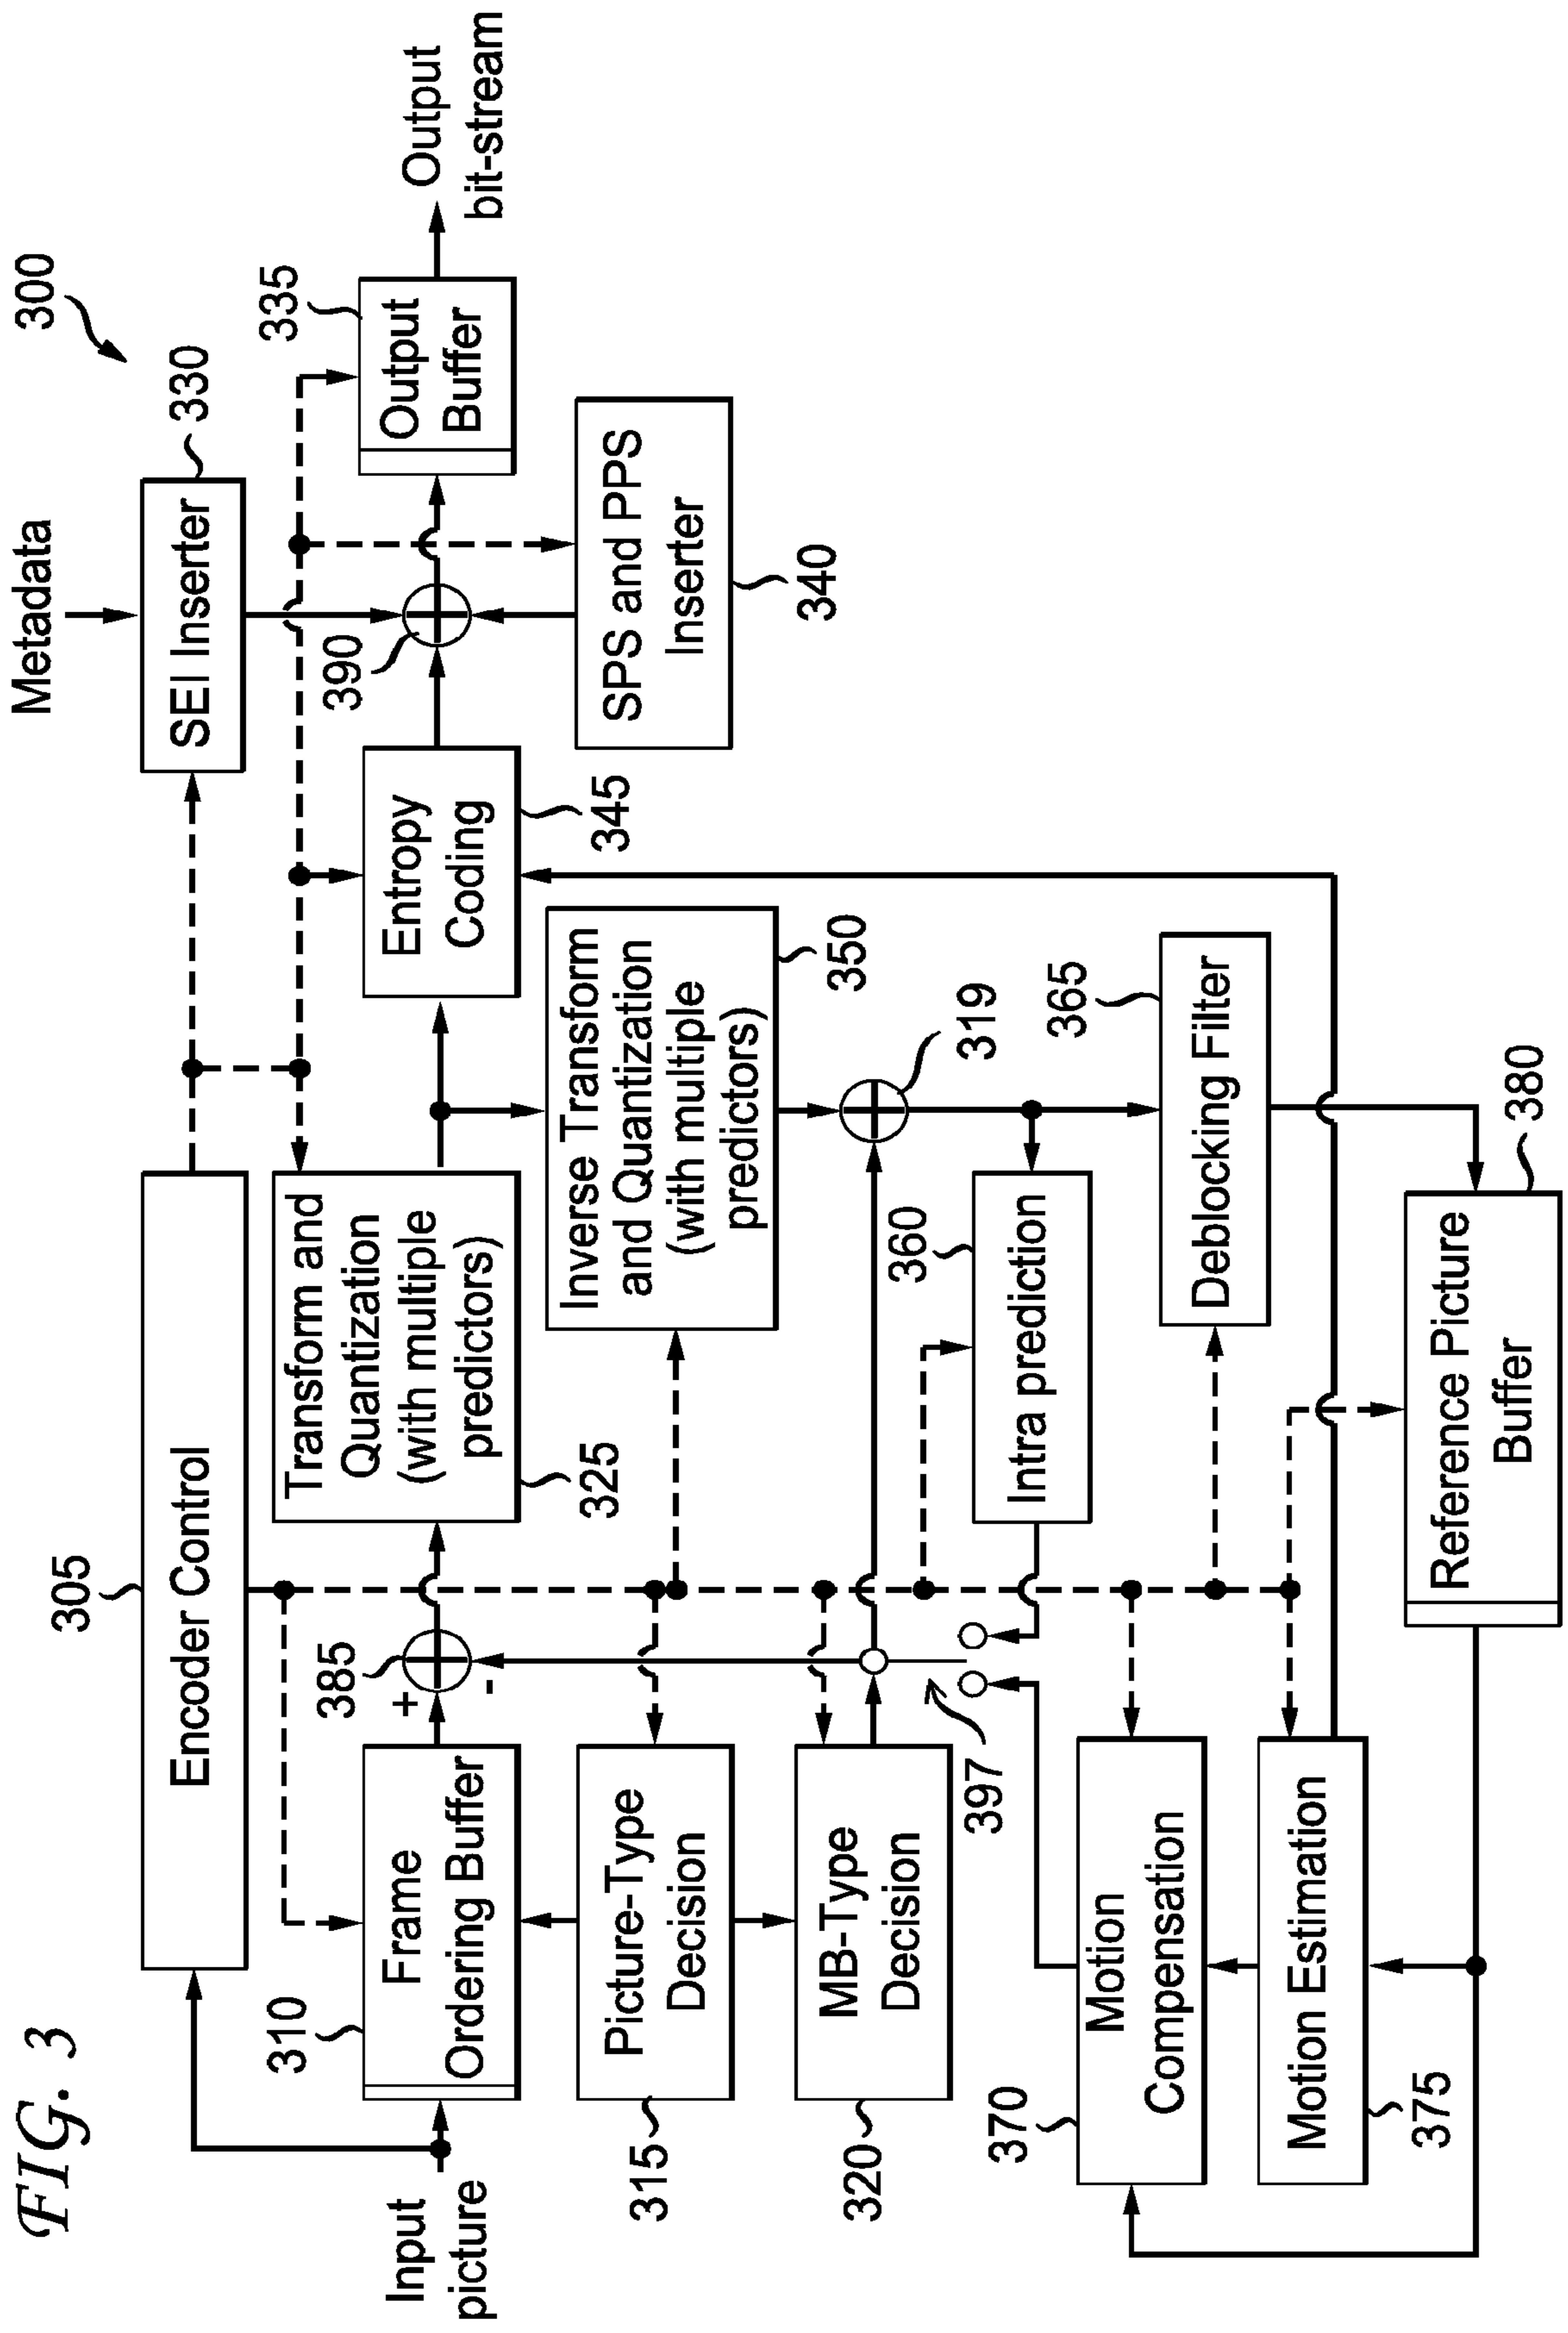 FIG. 3
300
Metadata
305
Encoder Control
SEI Inserter
330
310
Frame
Ordering Buffer
385
+
-
Transform and
Quantization
(with multiple
predictors)
325
Entropy
Coding
345
390
335
Output
Buffer
Output
bit-stream
Input
picture
315
Picture-Type
Decision
Inverse Transform
and Quantization
(with multiple
predictors)
350
SPS and PPS
Inserter
340
320
MB-Type
Decision
319
397
360
Intra prediction
365
Deblocking Filter
370
Motion
Compensation
Motion Estimation
375
380
Reference Picture
Buffer